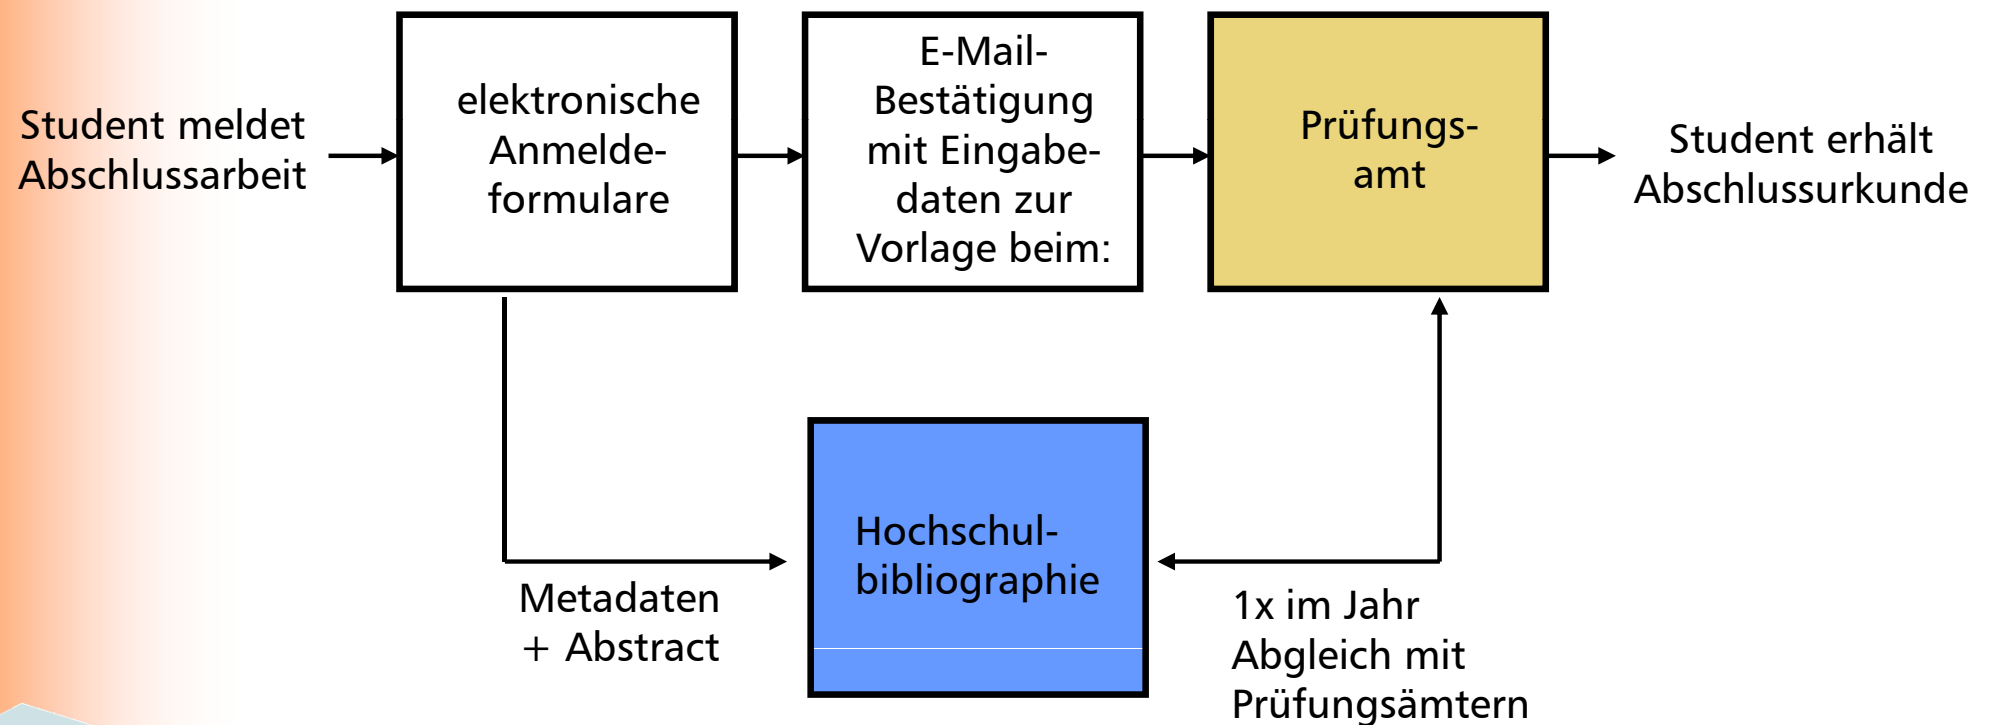 Student meldet
Abschlussarbeit
elektronische
Anmelde-
formulare
E-Mail-
Bestätigung
mit Eingabe-
daten zur
Vorlage beim:
Prüfungs-
amt
Student erhält
Abschlussurkunde
Metadaten
+ Abstract
Hochschul-
bibliographie
1x im Jahr
Abgleich mit
Prüfungsämtern